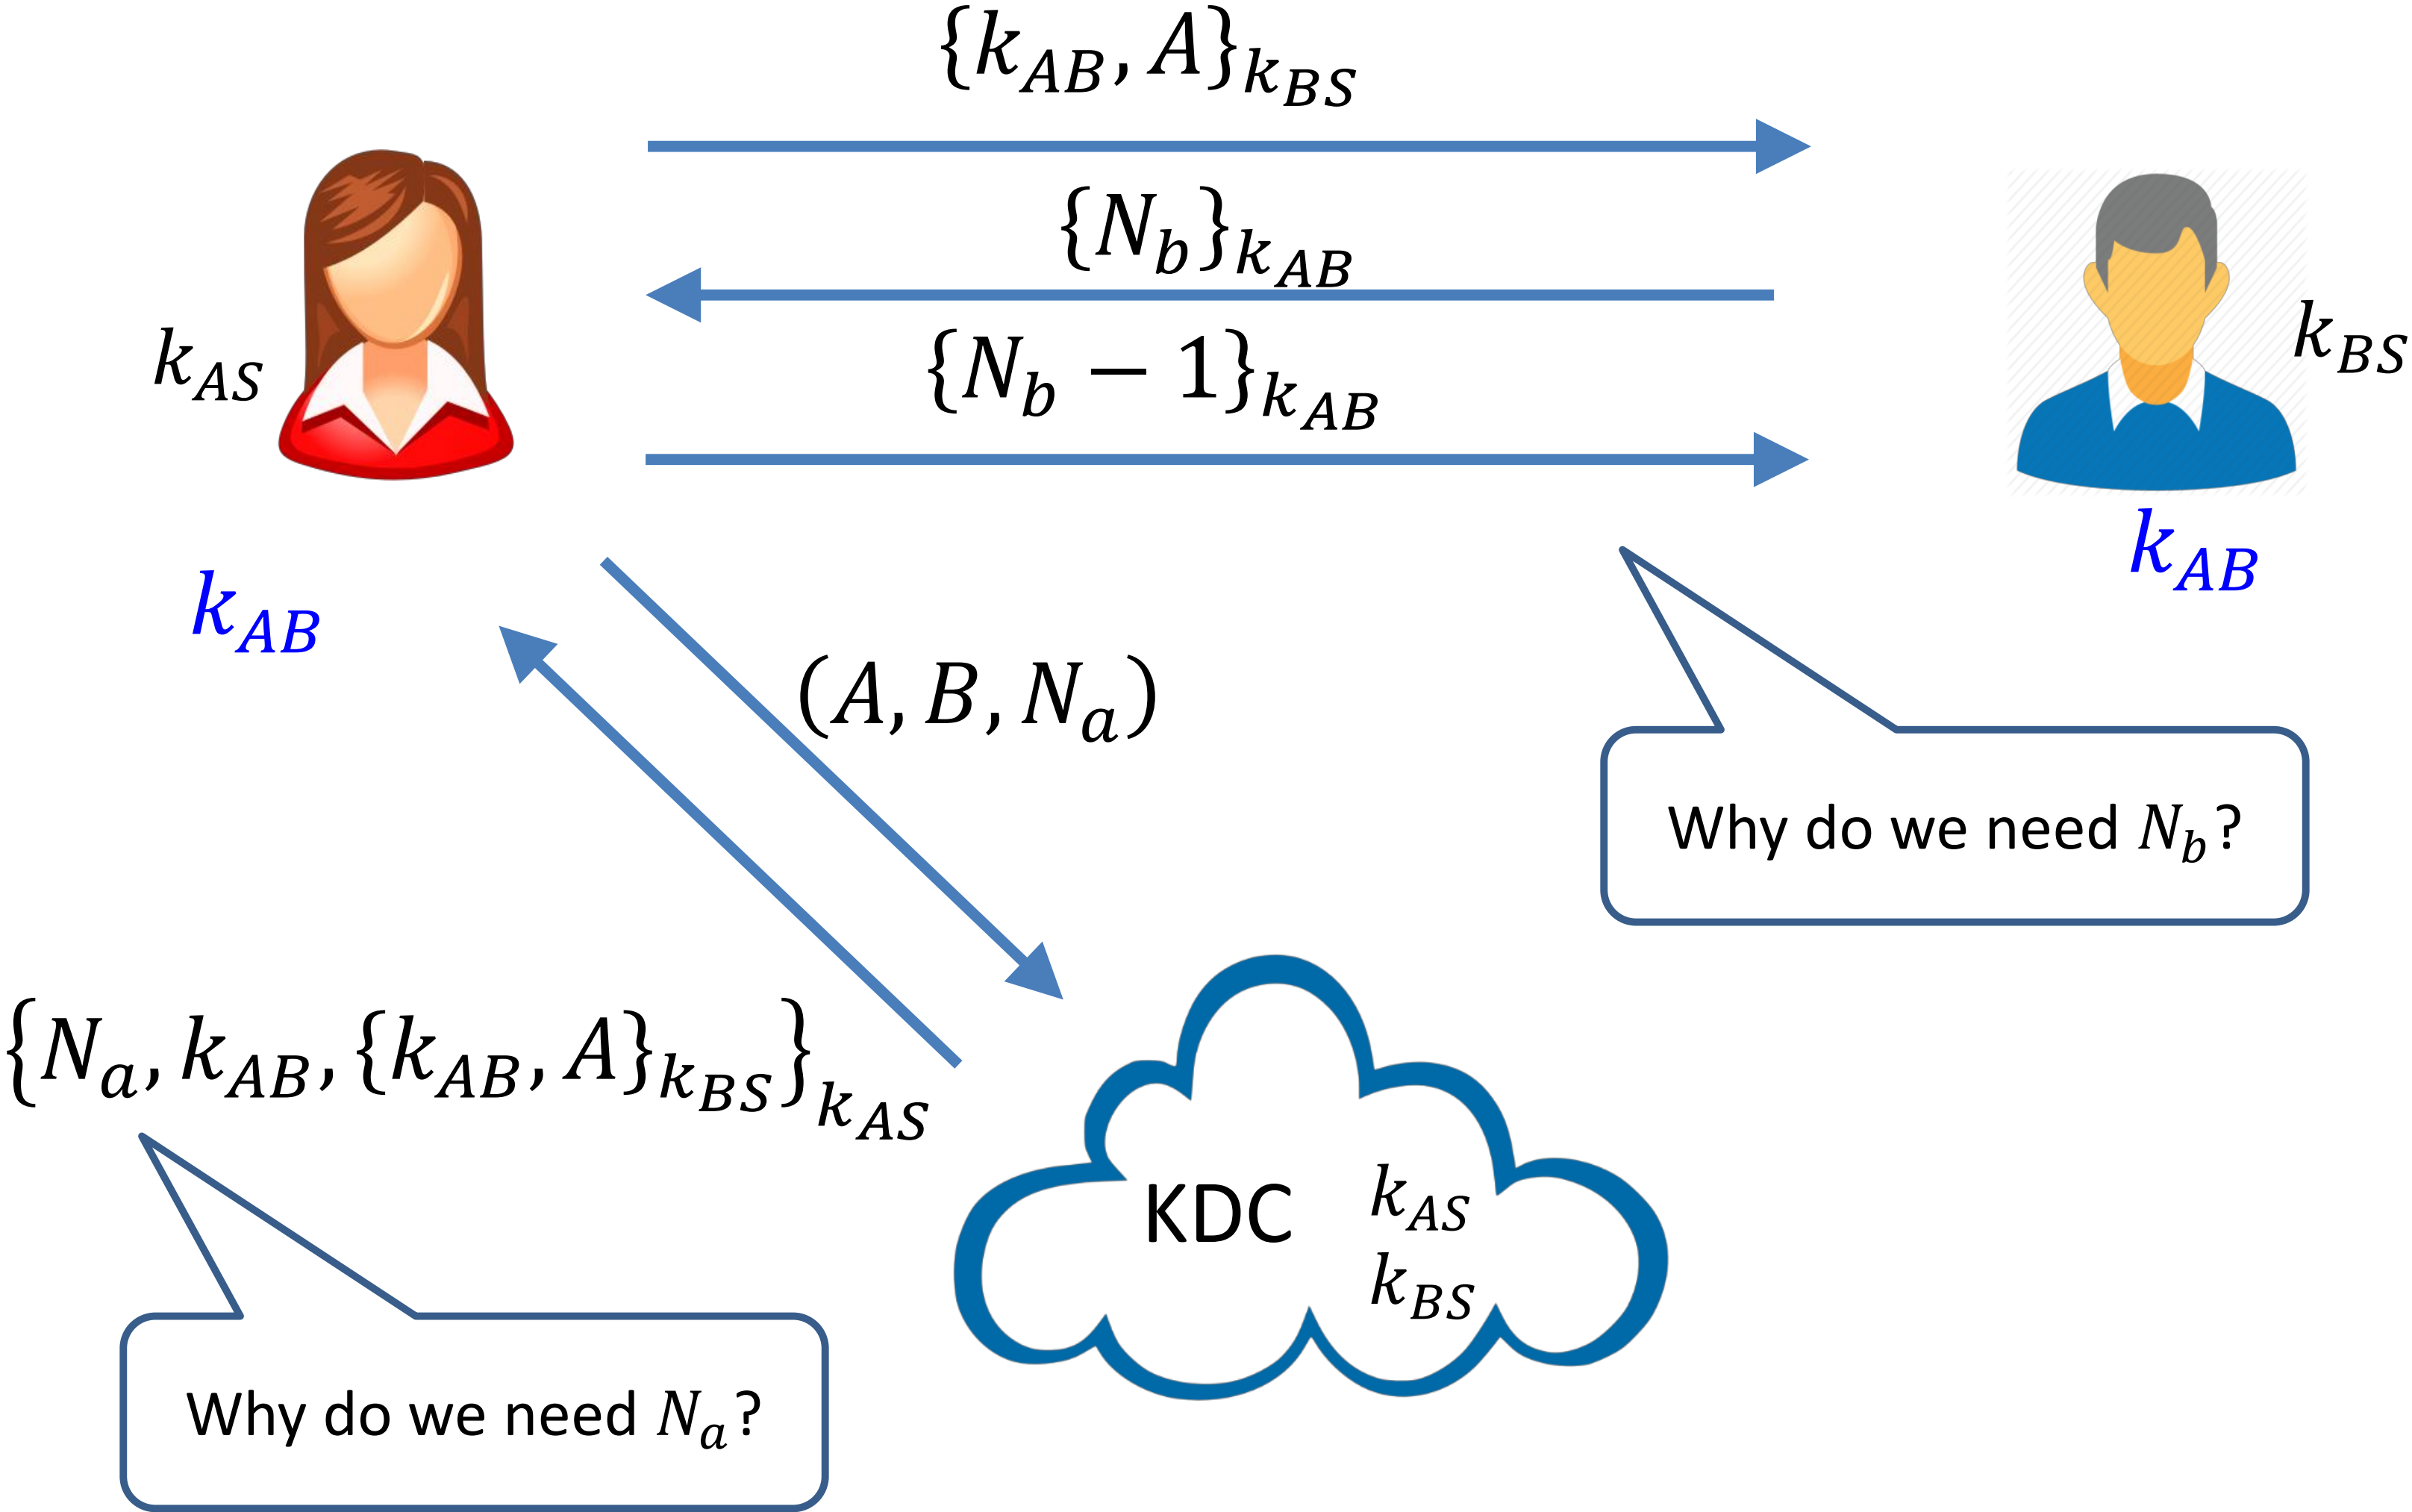 {k_AB, A}_k_BS
{N_b}_k_AB
{N_b − 1}_k_AB
k_AS
k_BS
k_AB
k_AB
(A, B, N_a)
Why do we need N_b?
{N_a, k_AB, {k_AB, A}_k_BS}_k_AS
KDC
k_AS
k_BS
Why do we need N_a?